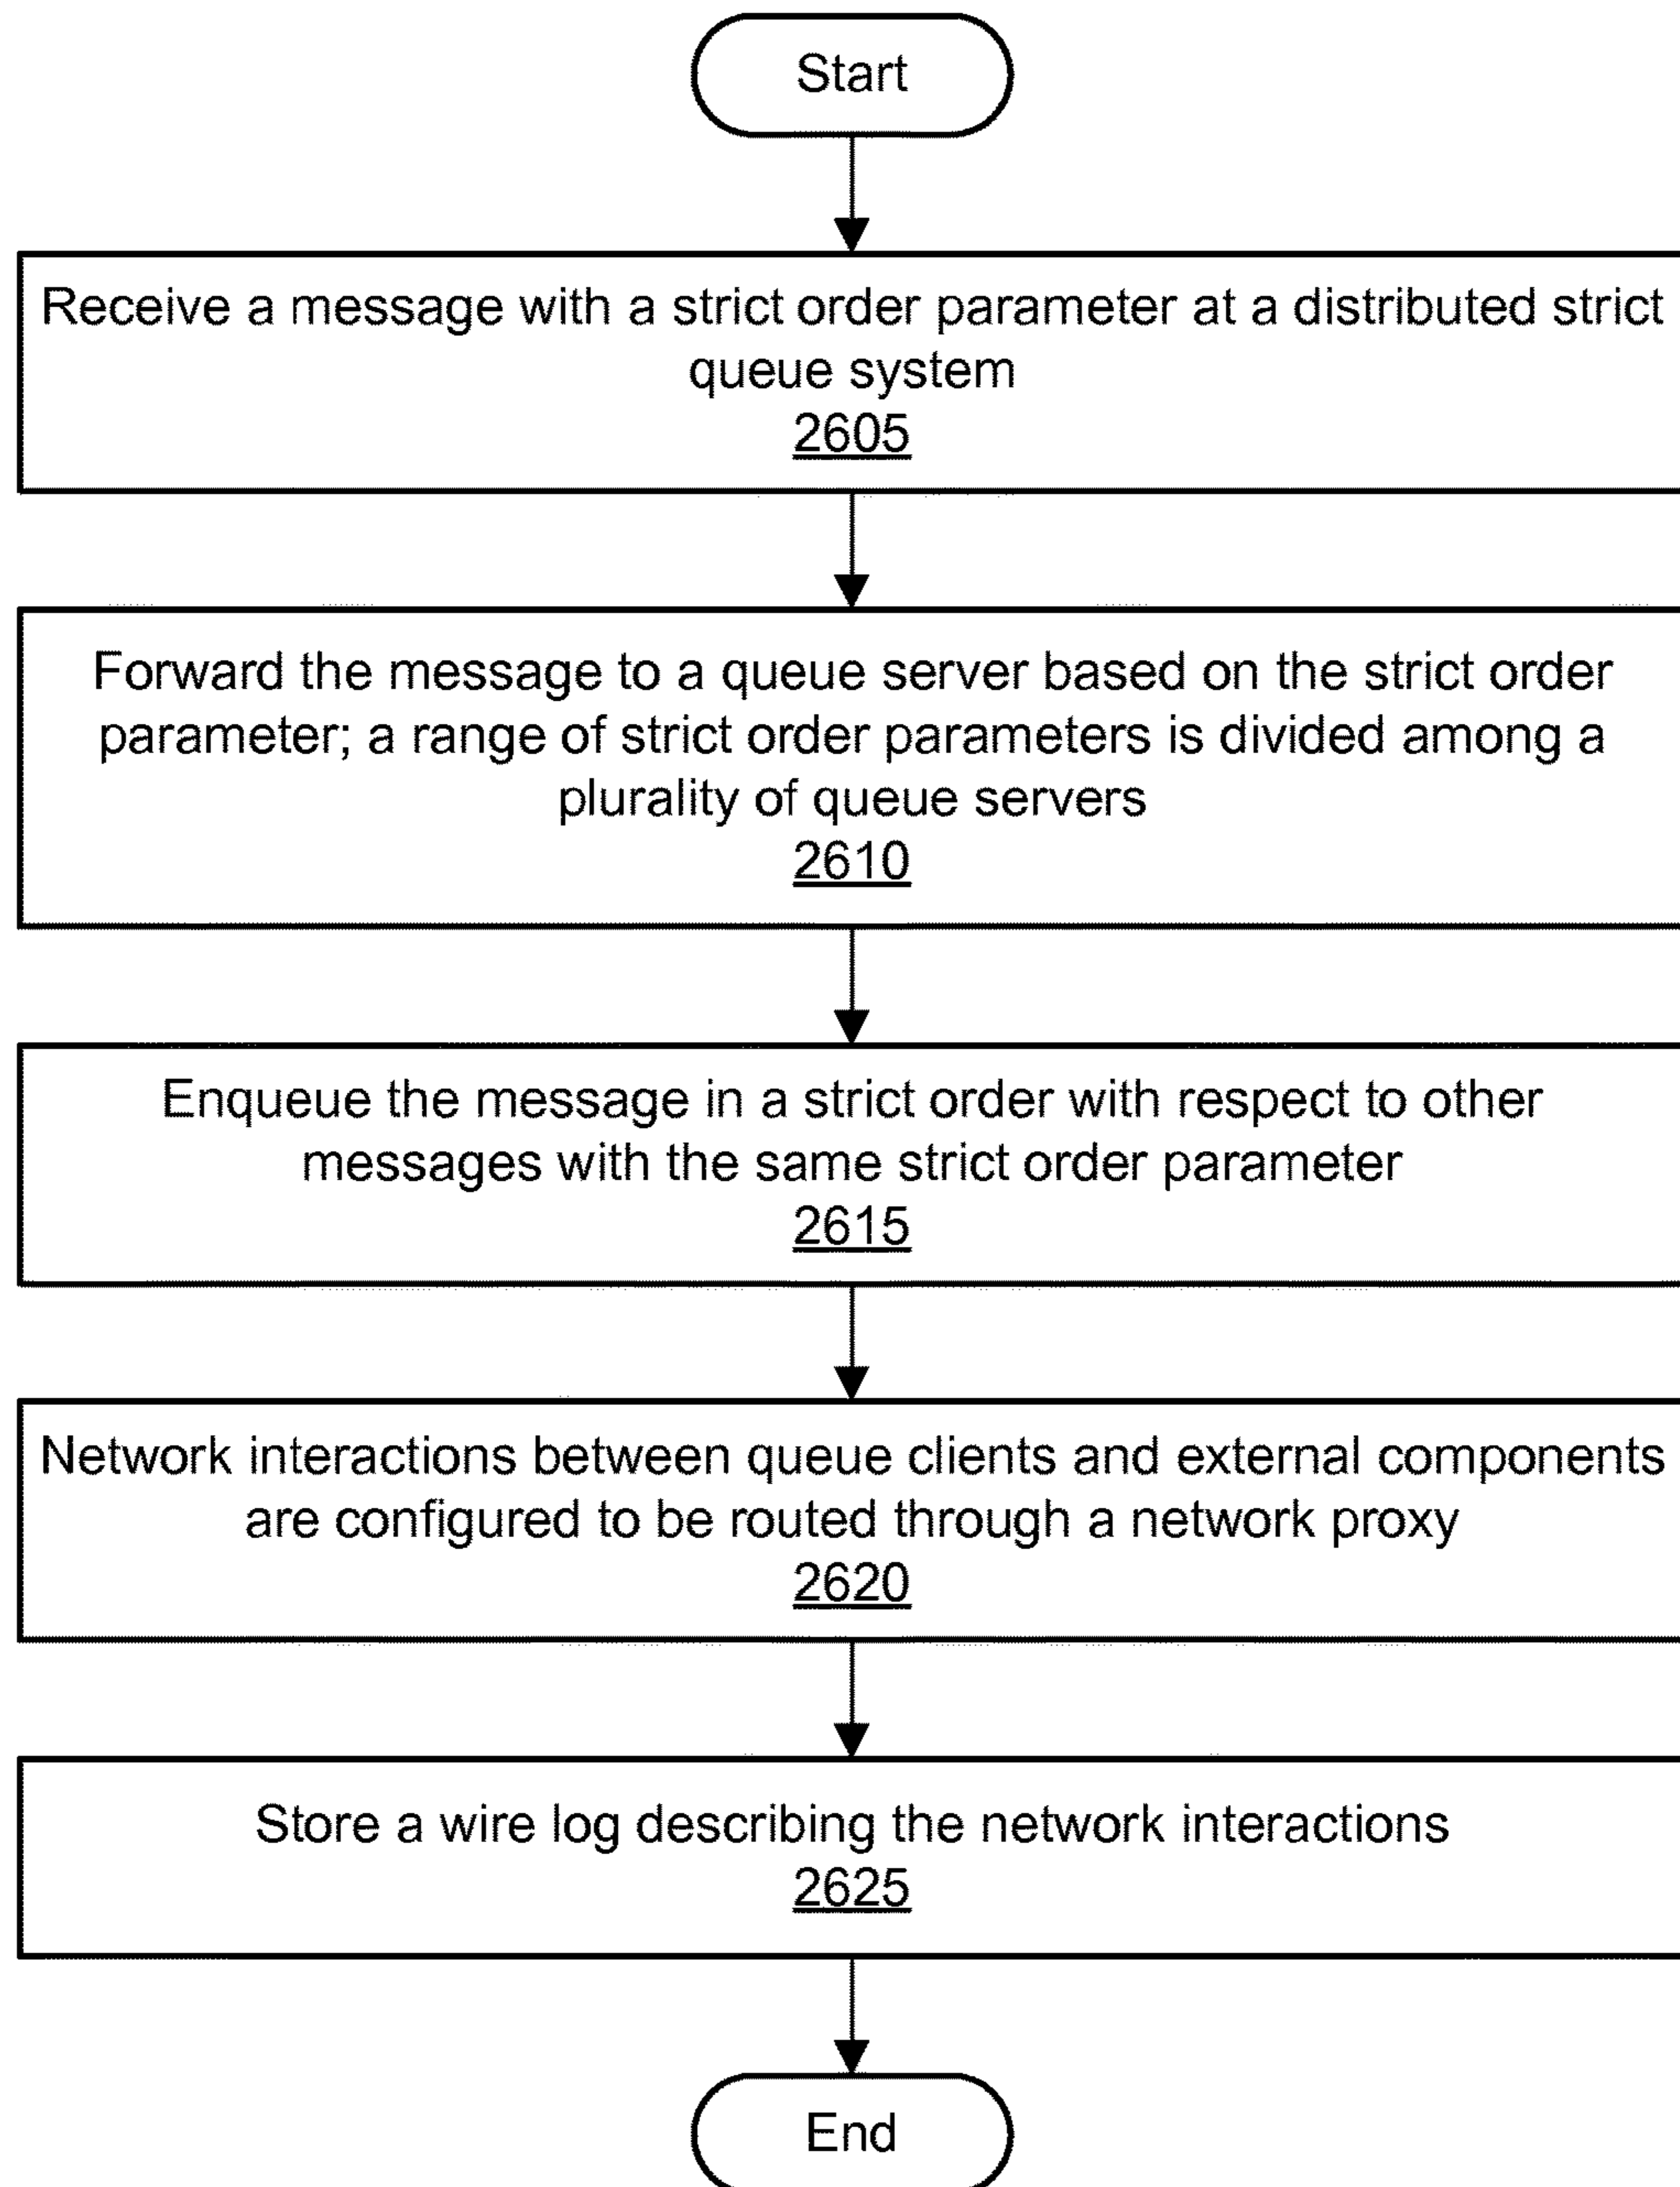 Start
Receive a message with a strict order parameter at a distributed strict
queue system
2605
Forward the message to a queue server based on the strict order
parameter; a range of strict order parameters is divided among a
plurality of queue servers
2610
Enqueue the message in a strict order with respect to other
messages with the same strict order parameter
2615
Network interactions between queue clients and external components
are configured to be routed through a network proxy
2620
Store a wire log describing the network interactions
2625
End